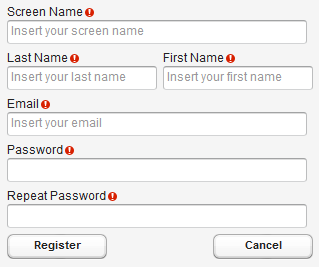 Screen Name
Insert your screen name
Last Name First Name
Insert your last name Insert your first name
Email
Insert your email
Password
Repeat Password
Register Cancel